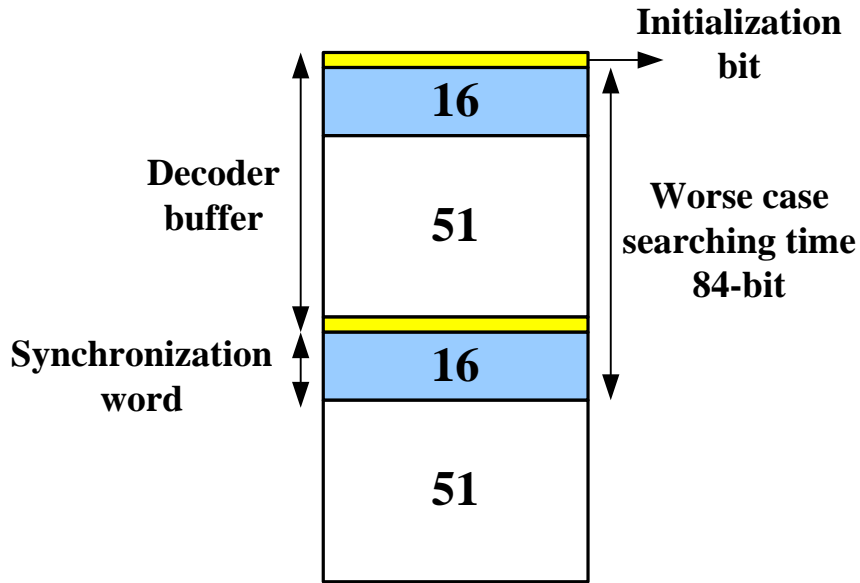 Initialization
bit
16
Decoder
buffer
51
Worse case
searching time
84-bit
Synchronization
word
16
51